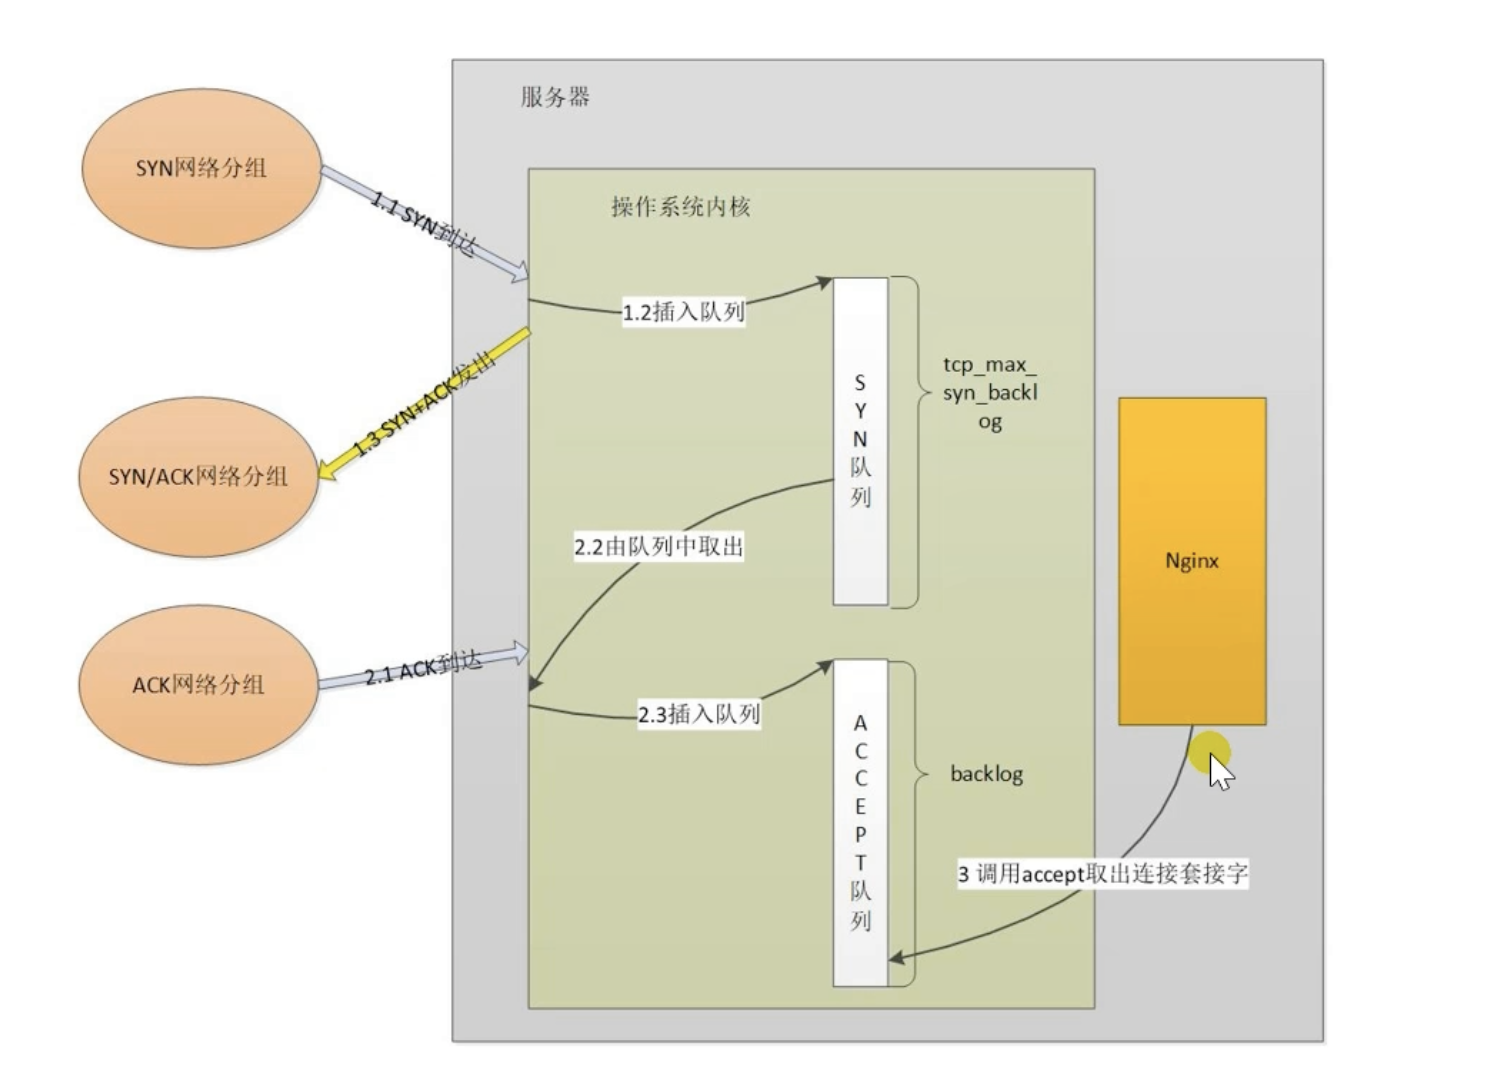 服务器
SYN网络分组
操作系统内核
1.1 SYN到达
1.2插入队列
1.3 SYN+ACK发出
SYN队列
tcp_max_
syn_backl
og
SYN/ACK网络分组
2.2由队列中取出
Nginx
ACK网络分组
2.1 ACK到达
2.3插入队列
ACCEPT队列
backlog
3 调用accept取出连接套接字